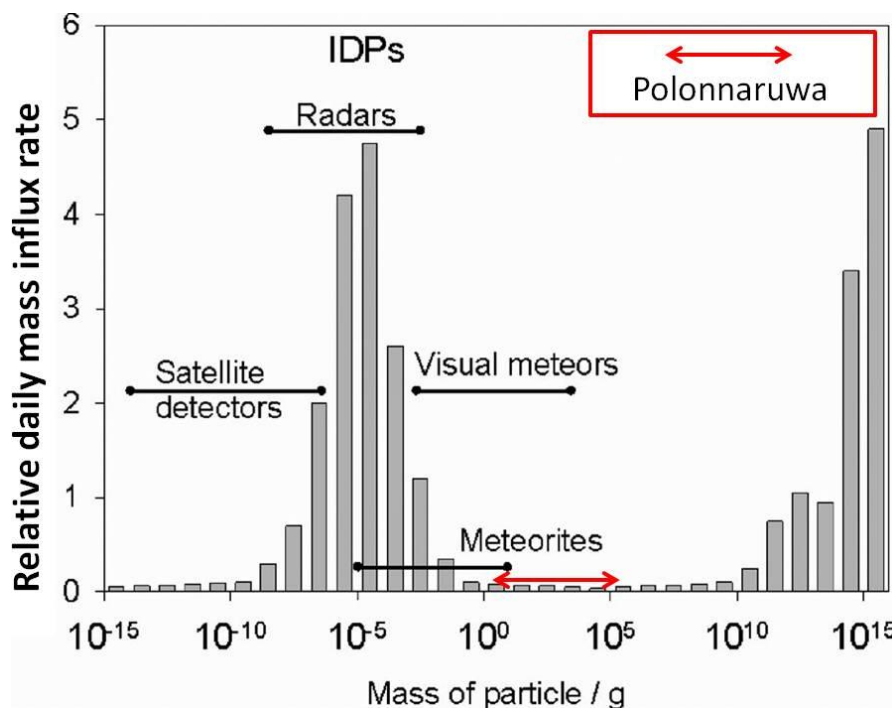 Relative daily mass influx rate
6
5
4
3
2
1
0
IDPs
Polonnaruwa
Radars
Satellite
detectors
Visual meteors
Meteorites
10⁻¹⁵ 10⁻¹⁰ 10⁻⁵ 10⁰ 10⁵ 10¹⁰ 10¹⁵
Mass of particle / g